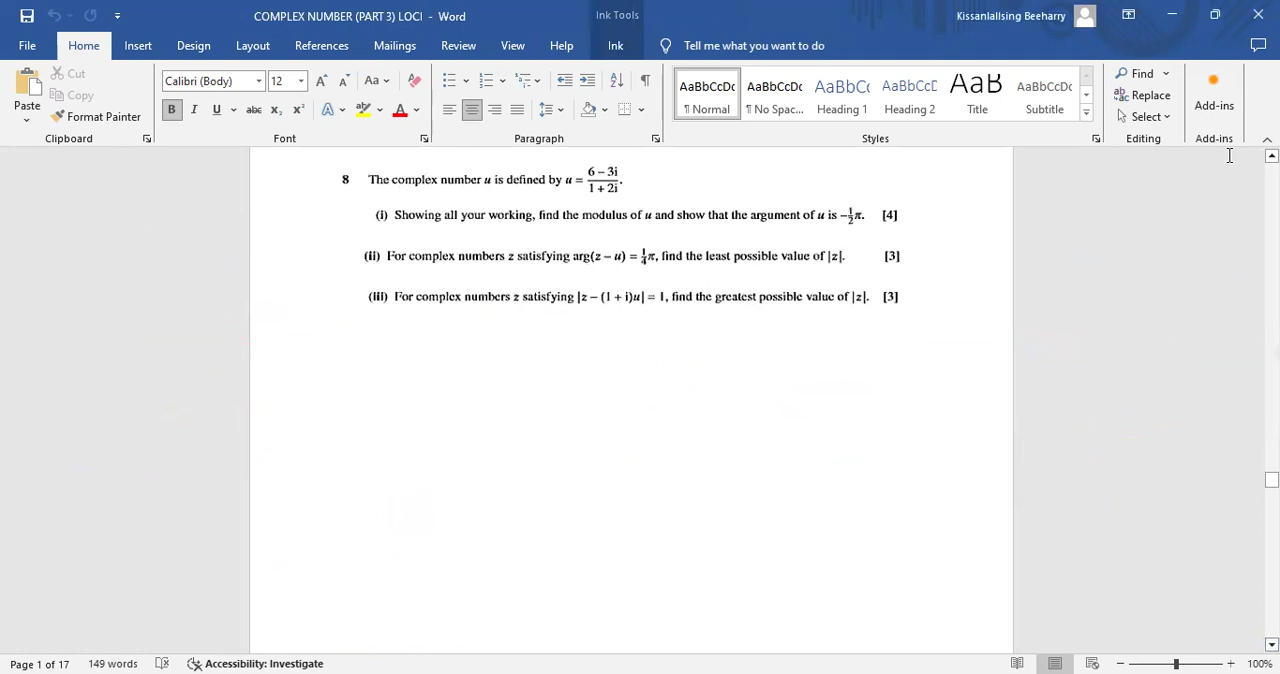 COMPLEX NUMBER (PART 3) LOCI - Word
Ink Tools
Kissanlallsing Beeharry
File Home Insert Design Layout References Mailings Review View Help Ink Tell me what you want to do
Paste
Cut
Copy
Format Painter
Clipboard
Calibri (Body) 12
Font
Paragraph
AaBbCcDc AaBbCcDc AaBbCc AaBbCcD AaB AaBbCcDc
¶ Normal ¶ No Spac... Heading 1 Heading 2 Title Subtitle
Styles
Find
Replace
Select
Editing
Add-ins
Add-ins
8 The complex number u is defined by u = (6 − 3i)/(1 + 2i).
(i) Showing all your working, find the modulus of u and show that the argument of u is −½π. [4]
(ii) For complex numbers z satisfying arg(z − u) = ¼π, find the least possible value of |z|. [3]
(iii) For complex numbers z satisfying |z − (1 + i)u| = 1, find the greatest possible value of |z|. [3]
Page 1 of 17 149 words Accessibility: Investigate 100%